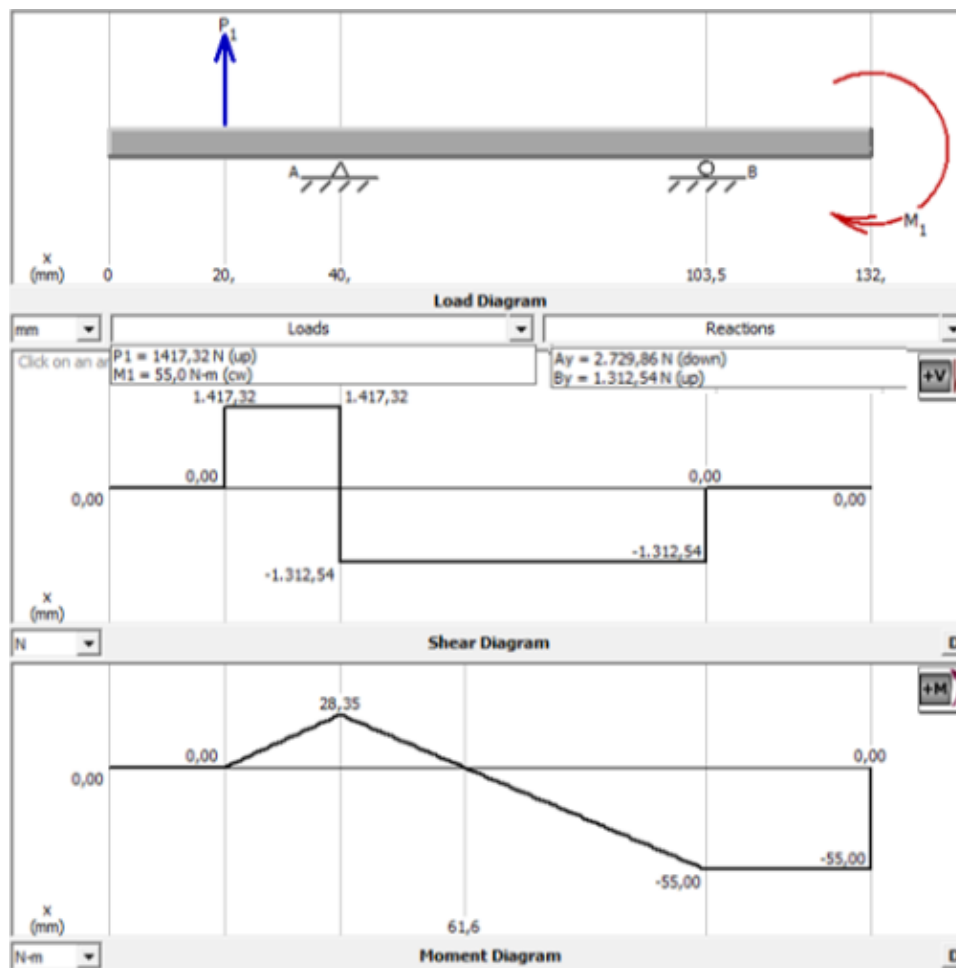 P1
A
B
M1
X
(mm)
0
20,
40,
103,5
132,
Load Diagram
mm
Loads
Reactions
Click on an ar
P1 = 1417,32 N (up)
M1 = 55,0 N-m (cw)
Ay = 2.729,86 N (down)
By = 1.312,54 N (up)
+V
1.417,32
1.417,32
0,00
0,00
0,00
0,00
-1.312,54
-1.312,54
X
(mm)
N
Shear Diagram
+M
28,35
0,00
0,00
0,00
-55,00
-55,00
X
(mm)
61,6
N-m
Moment Diagram